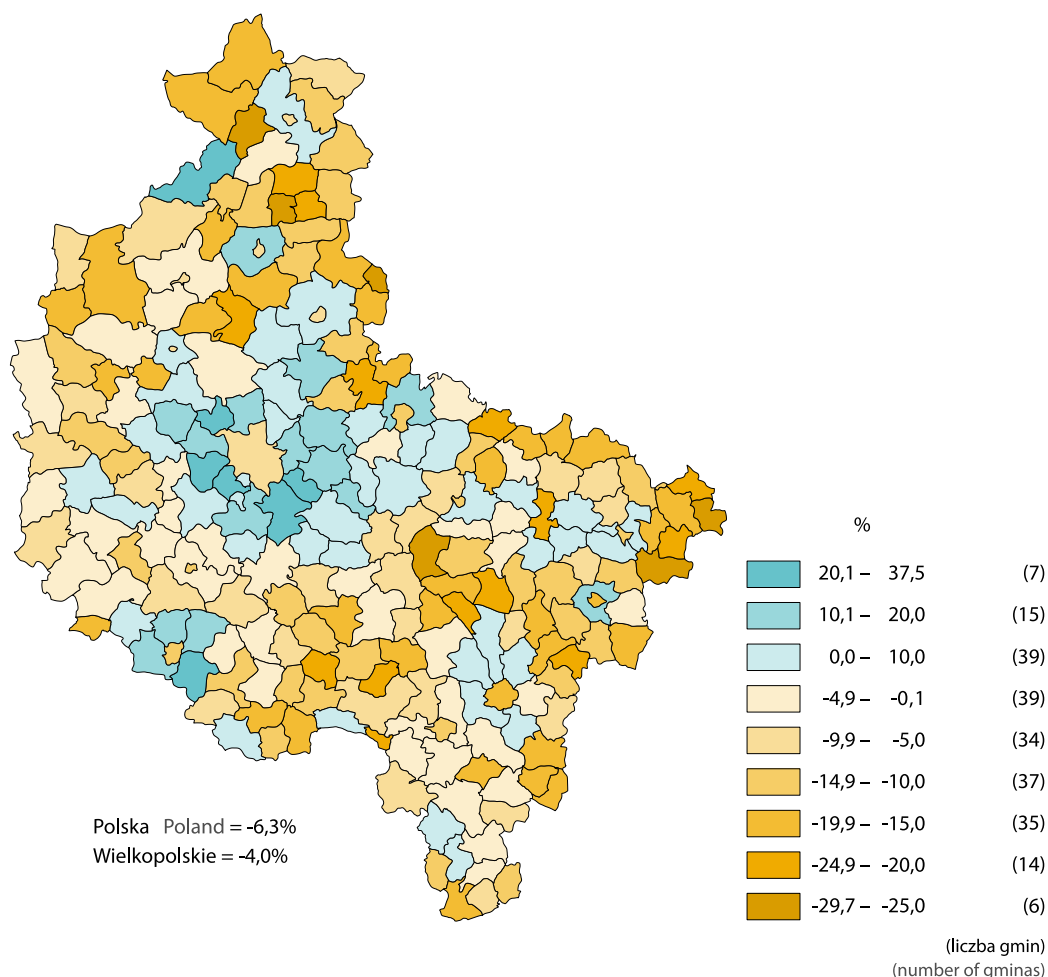 %
20,1 – 37,5 (7)
10,1 – 20,0 (15)
0,0 – 10,0 (39)
-4,9 – -0,1 (39)
-9,9 – -5,0 (34)
-14,9 – -10,0 (37)
-19,9 – -15,0 (35)
-24,9 – -20,0 (14)
-29,7 – -25,0 (6)
(liczba gmin)
(number of gminas)
Polska Poland = -6,3%
Wielkopolskie = -4,0%